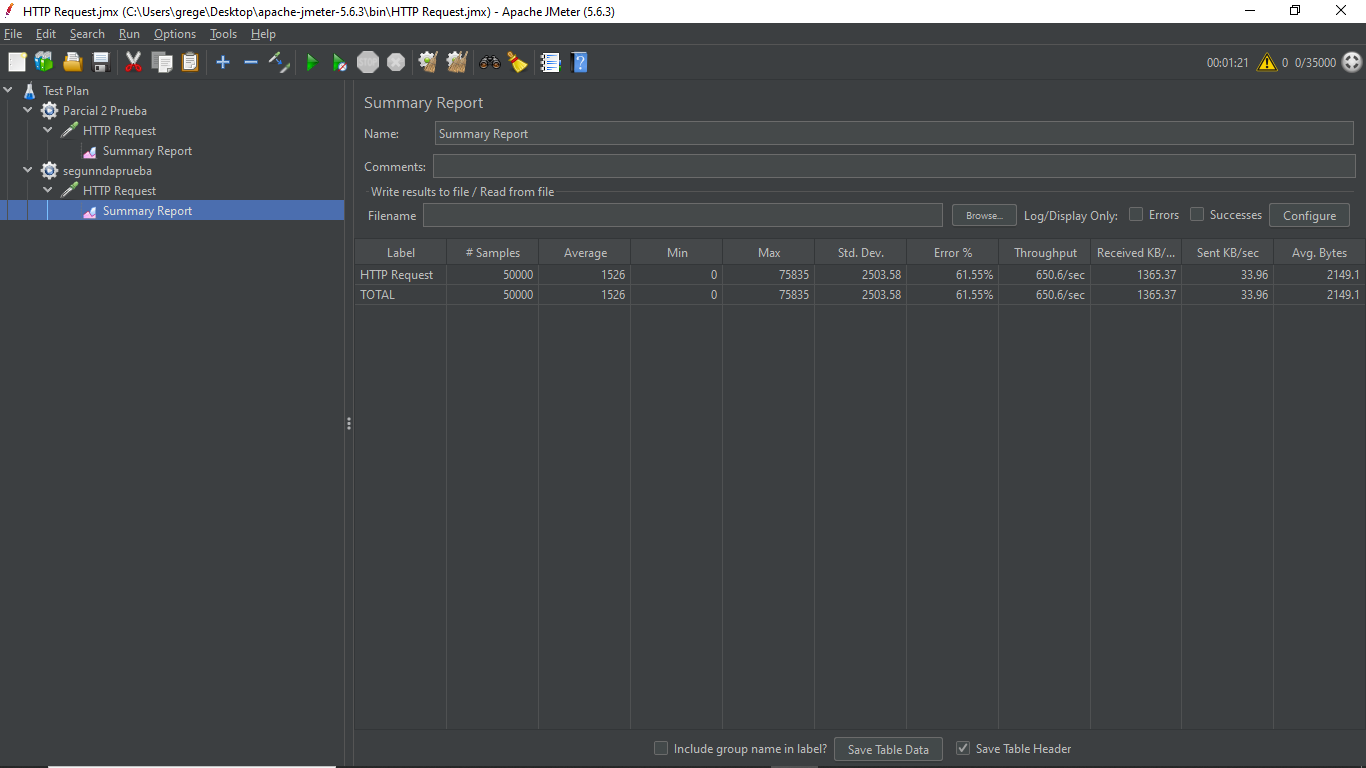 HTTP Request.jmx (C:\Users\grege\Desktop\apache-jmeter-5.6.3\bin\HTTP Request.jmx) - Apache JMeter (5.6.3)
File Edit Search Run Options Tools Help
STOP 00:01:21 0 0/35000
Test Plan
Parcial 2 Prueba
HTTP Request
Summary Report
segunndaprueba
HTTP Request
Summary Report
Summary Report
Name: Summary Report
Comments:
Write results to file / Read from file
Filename Browse... Log/Display Only: Errors Successes Configure
Label # Samples Average Min Max Std. Dev. Error % Throughput Received KB/... Sent KB/sec Avg. Bytes
HTTP Request 50000 1526 0 75835 2503.58 61.55% 650.6/sec 1365.37 33.96 2149.1
TOTAL 50000 1526 0 75835 2503.58 61.55% 650.6/sec 1365.37 33.96 2149.1
Include group name in label? Save Table Data Save Table Header